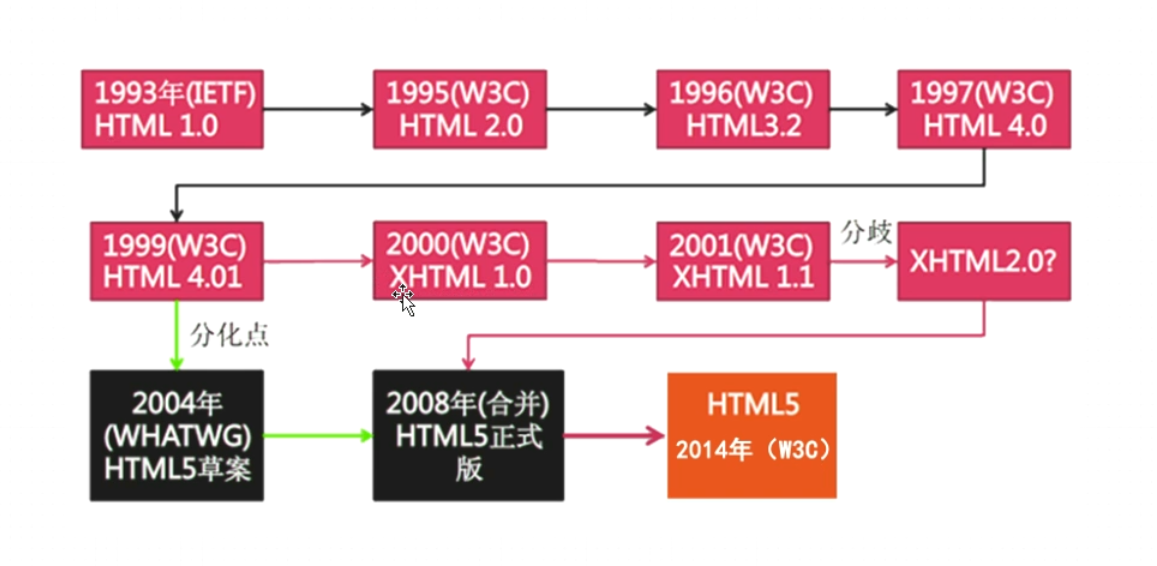 1993年(IETF)
HTML 1.0
1995(W3C)
HTML 2.0
1996(W3C)
HTML3.2
1997(W3C)
HTML 4.0
1999(W3C)
HTML 4.01
2000(W3C)
XHTML 1.0
2001(W3C)
XHTML 1.1
分歧
XHTML2.0?
分化点
2004年
(WHATWG)
HTML5草案
2008年(合并)
HTML5正式
版
HTML5
2014年（W3C）